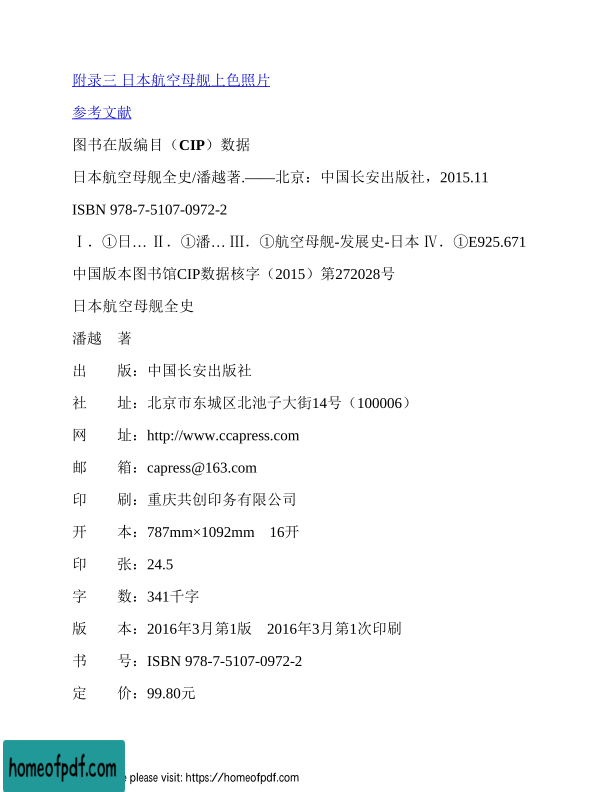 附录三 日本航空母舰上色照片
参考文献
图书在版编目（CIP）数据
日本航空母舰全史/潘越著.——北京：中国长安出版社，2015.11
ISBN 978-7-5107-0972-2
Ⅰ．①日… Ⅱ．①潘… Ⅲ．①航空母舰-发展史-日本 Ⅳ．①E925.671
中国版本图书馆CIP数据核字（2015）第272028号
日本航空母舰全史
潘越　著
出　　版：中国长安出版社
社　　址：北京市东城区北池子大街14号（100006）
网　　址：http://www.ccapress.com
邮　　箱：capress@163.com
印　　刷：重庆共创印务有限公司
开　　本：787mm×1092mm　16开
印　　张：24.5
字　　数：341千字
版　　本：2016年3月第1版　2016年3月第1次印刷
书　　号：ISBN 978-7-5107-0972-2
定　　价：99.80元
homeofpdf.com
please visit: https://homeofpdf.com